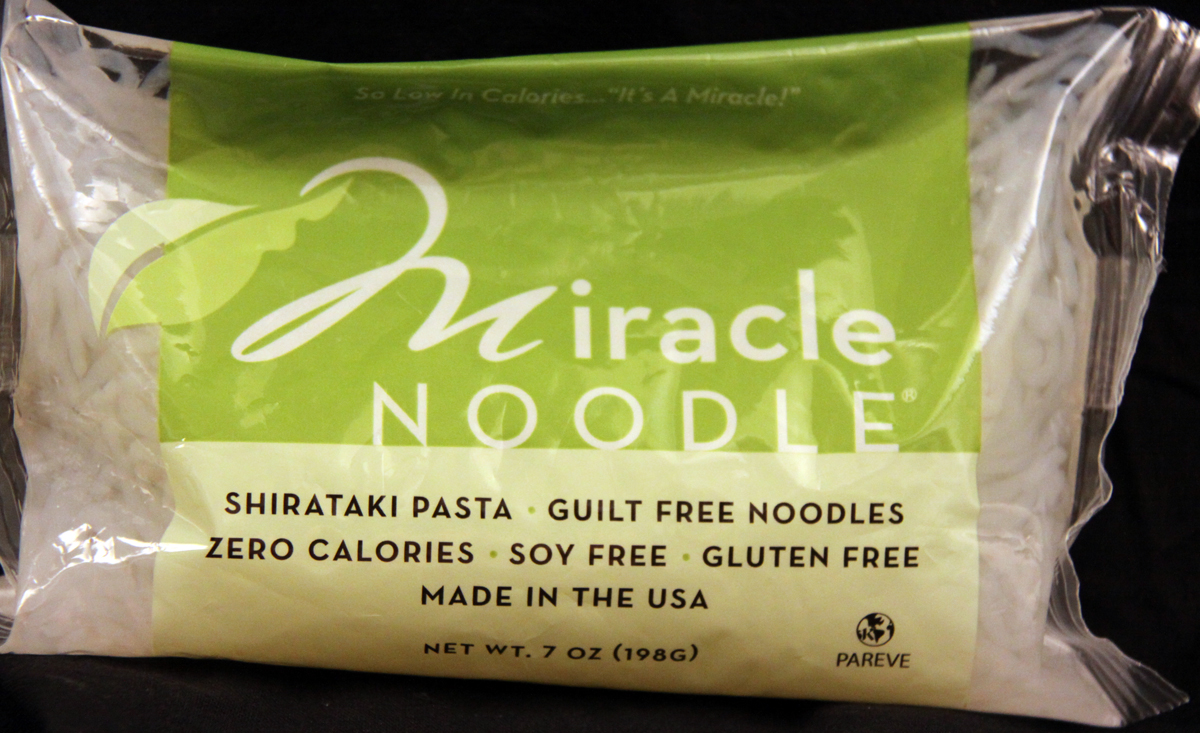 So Low In Calories... "It's A Miracle!"
Miracle
NOODLE®
SHIRATAKI PASTA • GUILT FREE NOODLES
ZERO CALORIES • SOY FREE • GLUTEN FREE
MADE IN THE USA
NET WT. 7 OZ (198G)
K
PAREVE